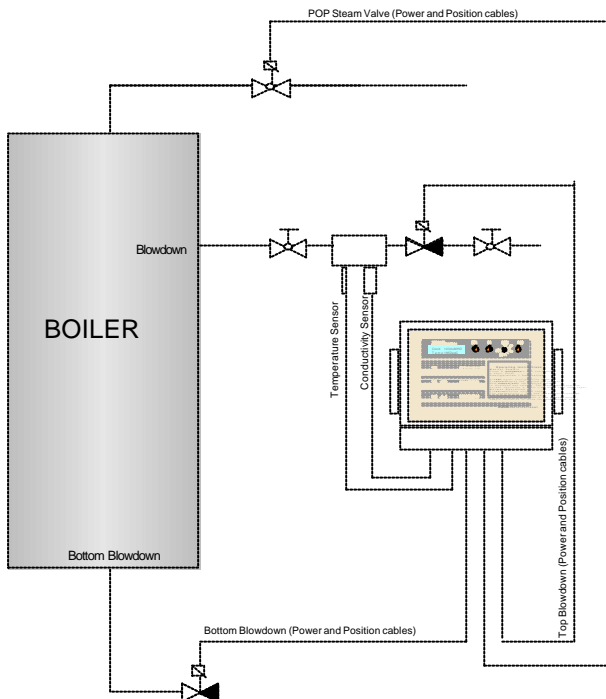 POP Steam Valve (Power and Position cables)
Blowdown
BOILER
Temperature Sensor
Conductivity Sensor
Top Blowdown (Power and Position cables)
Bottom Blowdown
Bottom Blowdown (Power and Position cables)